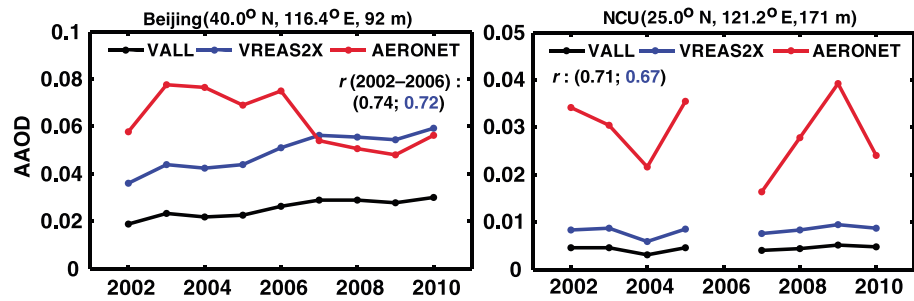 Beijing(40.0° N, 116.4° E, 92 m)
VALL VREAS2X AERONET
r (2002–2006) :
(0.74; 0.72)
AAOD
0.1
0.08
0.06
0.04
0.02
0
2002 2004 2006 2008 2010
NCU(25.0° N, 121.2° E,171 m)
VALL VREAS2X AERONET
r : (0.71; 0.67)
0.05
0.04
0.03
0.02
0.01
0
2002 2004 2006 2008 2010